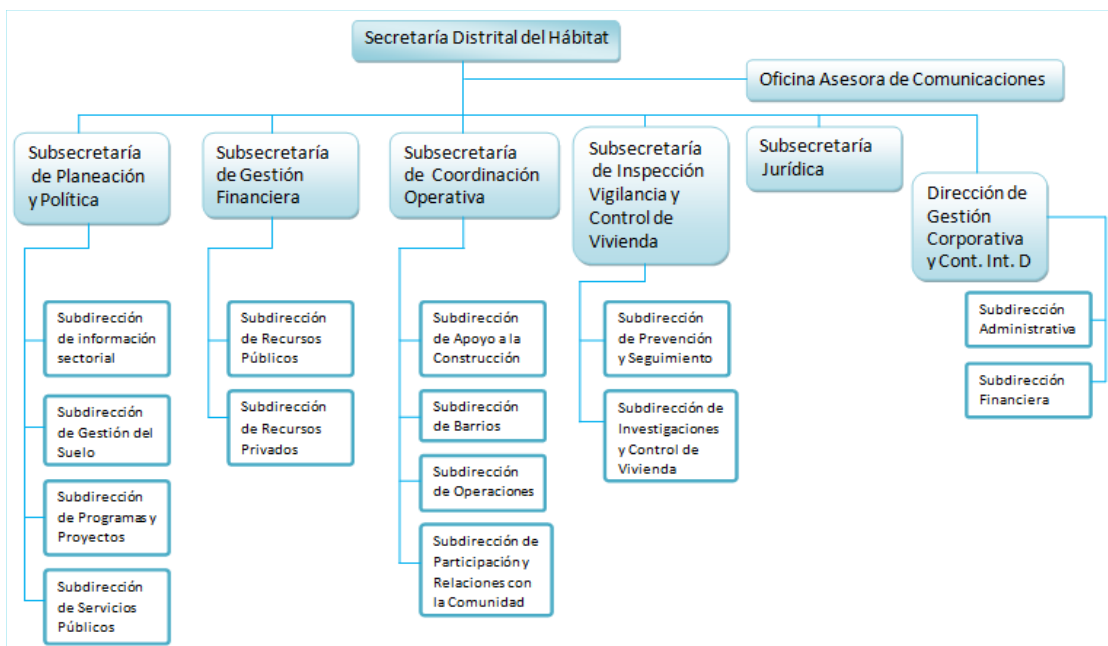 Secretaría Distrital del Hábitat
Oficina Asesora de Comunicaciones
Subsecretaría
de Planeación
y Política
Subsecretaría
de Gestión
Financiera
Subsecretaría
de Coordinación
Operativa
Subsecretaría
de Inspección
Vigilancia y
Control de
Vivienda
Subsecretaría
Jurídica
Dirección de
Gestión
Corporativa
y Cont. Int. D
Subdirección
de información
sectorial
Subdirección
de Gestión del
Suelo
Subdirección
de Programas y
Proyectos
Subdirección
de Servicios
Públicos
Subdirección
de Recursos
Públicos
Subdirección
de Recursos
Privados
Subdirección
de Apoyo a la
Construcción
Subdirección
de Barrios
Subdirección
de Operaciones
Subdirección de
Participación y
Relaciones con
la Comunidad
Subdirección
de Prevención
y Seguimiento
Subdirección de
Investigaciones
y Control de
Vivienda
Subdirección
Administrativa
Subdirección
Financiera